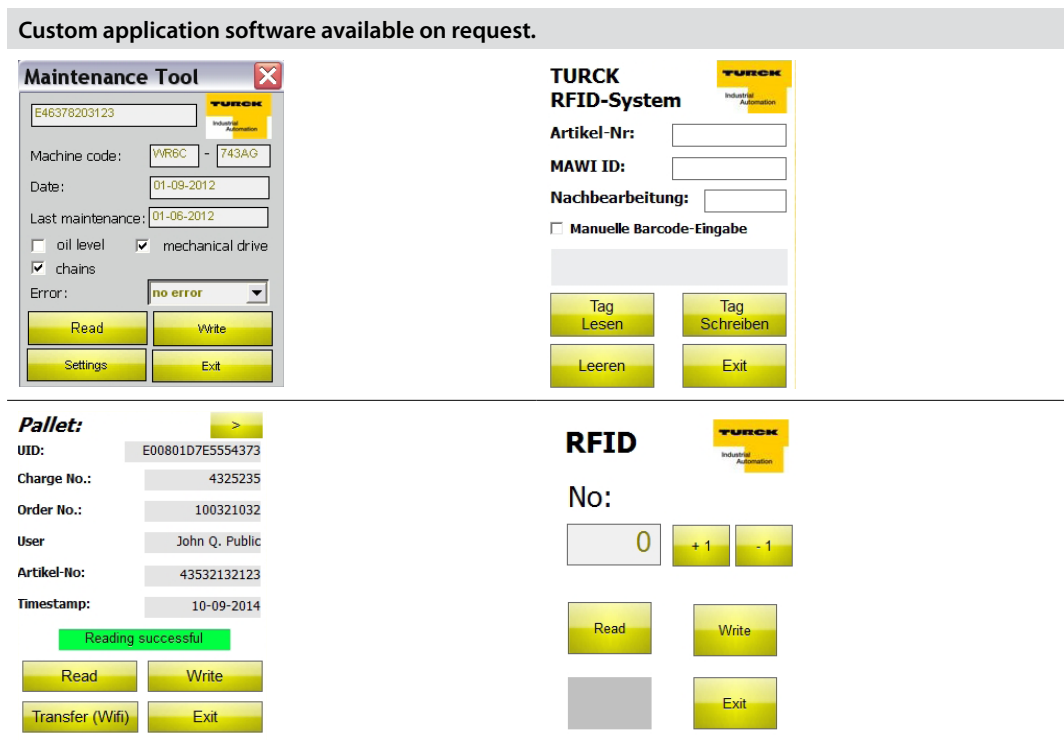 Custom application software available on request.
Maintenance Tool
E46378203123
TURCK
Industrial
Automation
Machine code: WR6C - 743AG
Date: 01-09-2012
Last maintenance: 01-06-2012
oil level mechanical drive
chains
Error: no error
Read Write
Settings Exit
TURCK
RFID-System
TURCK
Industrial
Automation
Artikel-Nr:
MAWI ID:
Nachbearbeitung:
Manuelle Barcode-Eingabe
Tag
Lesen
Tag
Schreiben
Leeren Exit
Pallet: >
UID: E00801D7E5554373
Charge No.: 4325235
Order No.: 100321032
User John Q. Public
Artikel-No: 43532132123
Timestamp: 10-09-2014
Reading successful
Read Write
Transfer (Wifi) Exit
RFID
TURCK
Industrial
Automation
No:
0 + 1 - 1
Read Write
Exit